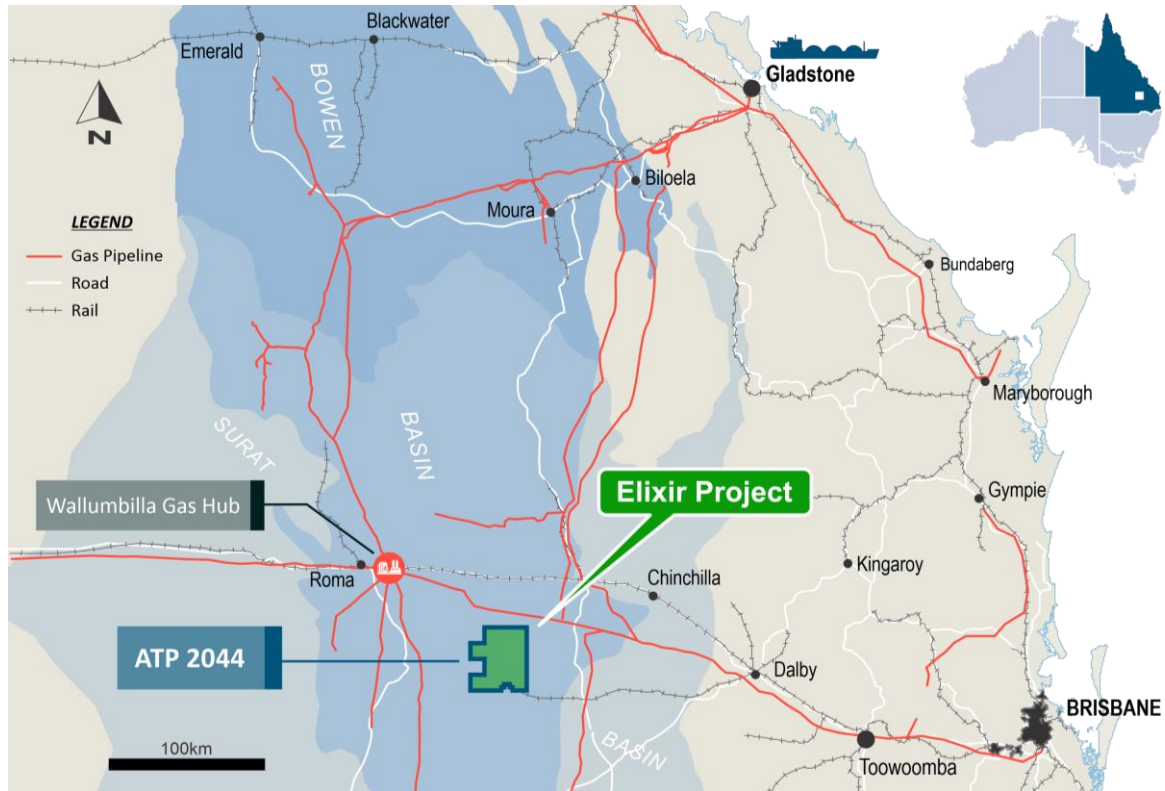 Blackwater
Emerald
Gladstone
BOWEN
N
Biloela
Moura
LEGEND
Gas Pipeline
Road
Rail
Bundaberg
Maryborough
BASIN
SURAT
Elixir Project
Wallumbilla Gas Hub
Gympie
Roma
Chinchilla
Kingaroy
ATP 2044
Dalby
BRISBANE
100km
BASIN
Toowoomba